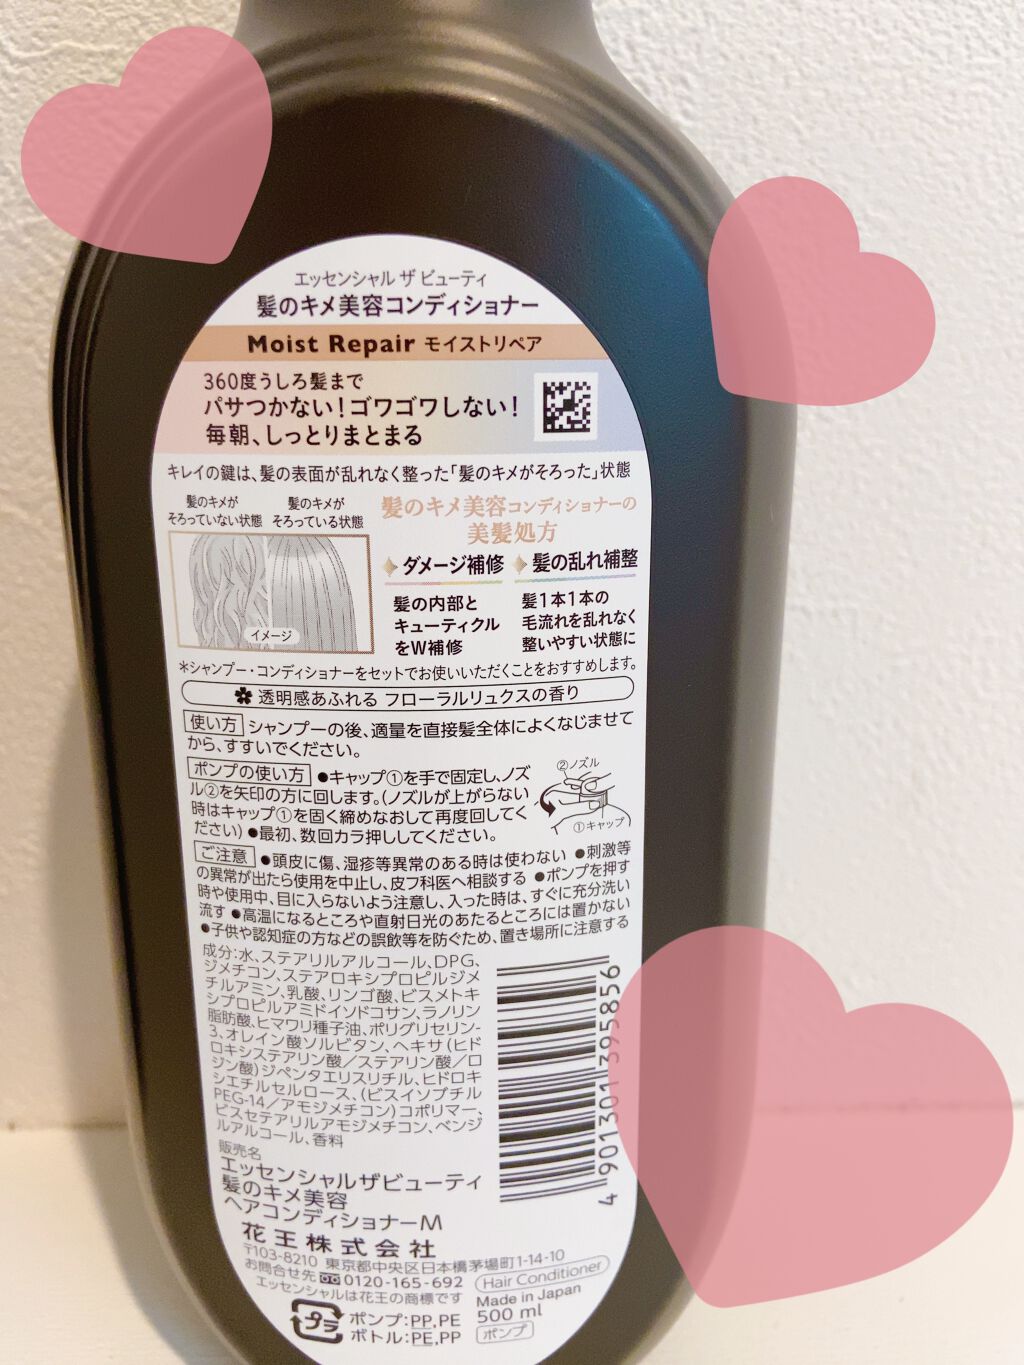 エッセンシャル ザ ビューティ
髪のキメ美容コンディショナー
Moist Repair モイストリペア
360度うしろ髪まで
パサつかない!ゴワゴワしない!
毎朝、しっとりまとまる
キレイの鍵は、髪の表面が乱れなく整った「髪のキメがそろった」状態
髪のキメが
そろっていない状態
髪のキメが
そろっている状態
イメージ
髪のキメ美容コンディショナーの
美髪処方
ダメージ補修
髪の内部と
キューティクル
をW補修
髪の乱れ補整
髪1本1本の
毛流れを乱れなく
整いやすい状態に
*シャンプー・コンディショナーをセットでお使いいただくことをおすすめします。
透明感あふれる フローラルリュクスの香り
使い方 シャンプーの後、適量を直接髪全体によくなじませて
から、すすいでください。
ポンプの使い方 ●キャップ①を手で固定し、ノズ
ル②を矢印の方に回します。(ノズルが上がらない
時はキャップ①を固く締めなおして再度回してく
ださい) ●最初、数回カラ押ししてください。
②ノズル
①キャップ
ご注意 ●頭皮に傷、湿疹等異常のある時は使わない ●刺激等
の異常が出たら使用を中止し、皮フ科医へ相談する ●ポンプを押す
時や使用中、目に入らないよう注意し、入った時は、すぐに充分洗い
流す ●高温になるところや直射日光のあたるところには置かない
●子供や認知症の方などの誤飲等を防ぐため、置き場所に注意する
成分:水、ステアリルアルコール、DPG、
ジメチコン、ステアロキシプロピルジメ
チルアミン、乳酸、リンゴ酸、ビスメトキ
シプロピルアミドイソドコサン、ラノリン
脂肪酸、ヒマワリ種子油、ポリグリセリン-
3、オレイン酸ソルビタン、ヘキサ(ヒド
ロキシステアリン酸/ステアリン酸/ロ
ジン酸)ジペンタエリスリチル、ヒドロキ
シエチルセルロース、(ビスイソブチル
PEG-14/アモジメチコン)コポリマー、
ビスセテアリルアモジメチコン、ベンジ
ルアルコール、香料
4 901301 395856
販売名
エッセンシャルザビューティ
髪のキメ美容
ヘアコンディショナーM
花王株式会社
〒103-8210 東京都中央区日本橋茅場町1-14-10
お問合せ先 0120-165-692
エッセンシャルは花王の商標です
Hair Conditioner
Made in Japan
500 ml
ポンプ
プラ
ポンプ:PP,PE
ボトル:PE,PP